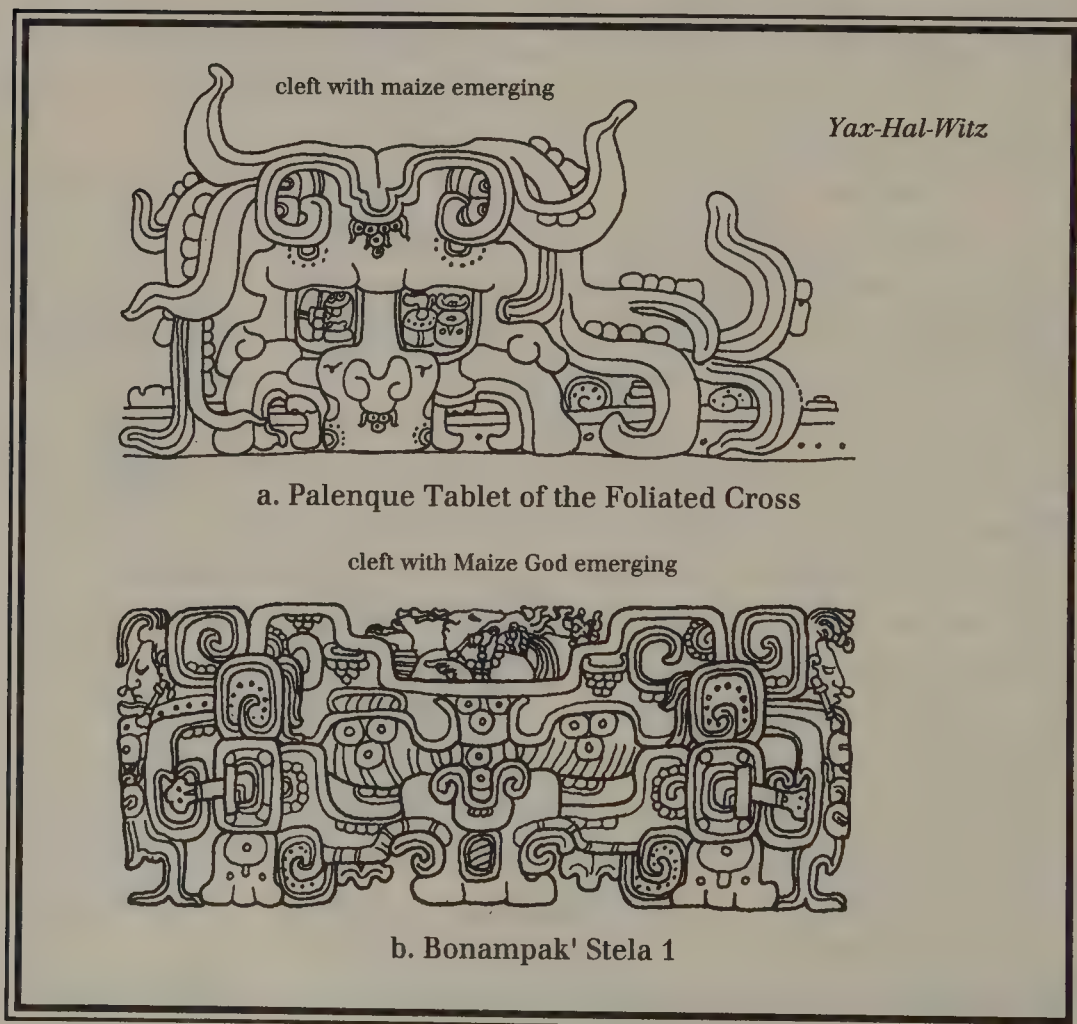 cleft with maize emerging
Yax-Hal-Witz
a. Palenque Tablet of the Foliated Cross
cleft with Maize God emerging
b. Bonampak' Stela 1